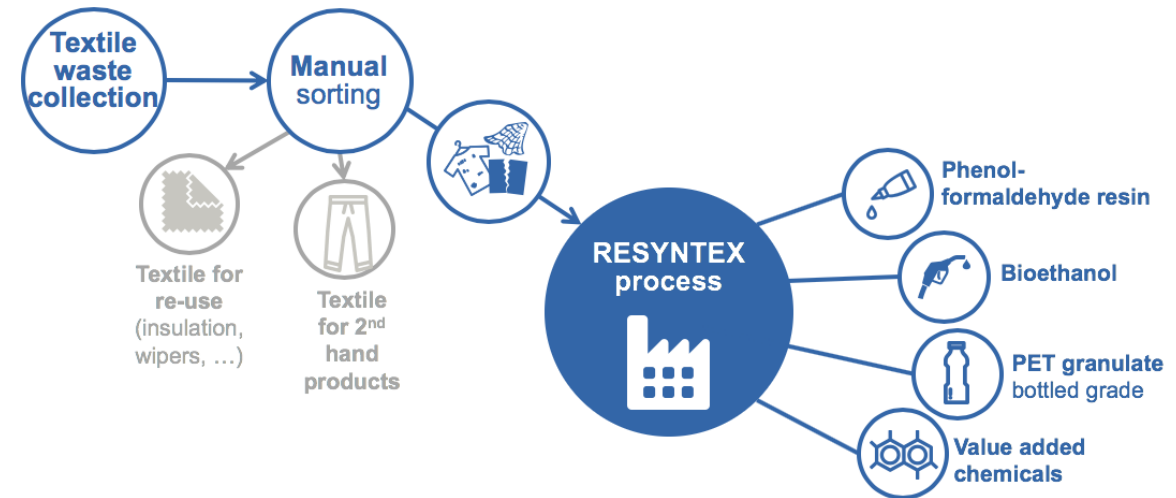 Textile
waste
collection
Manual
sorting
Textile for
re-use
(insulation,
wipers, …)
Textile
for 2nd
hand
products
RESYNTEX
process
Phenol-
formaldehyde resin
Bioethanol
PET granulate
bottled grade
Value added
chemicals